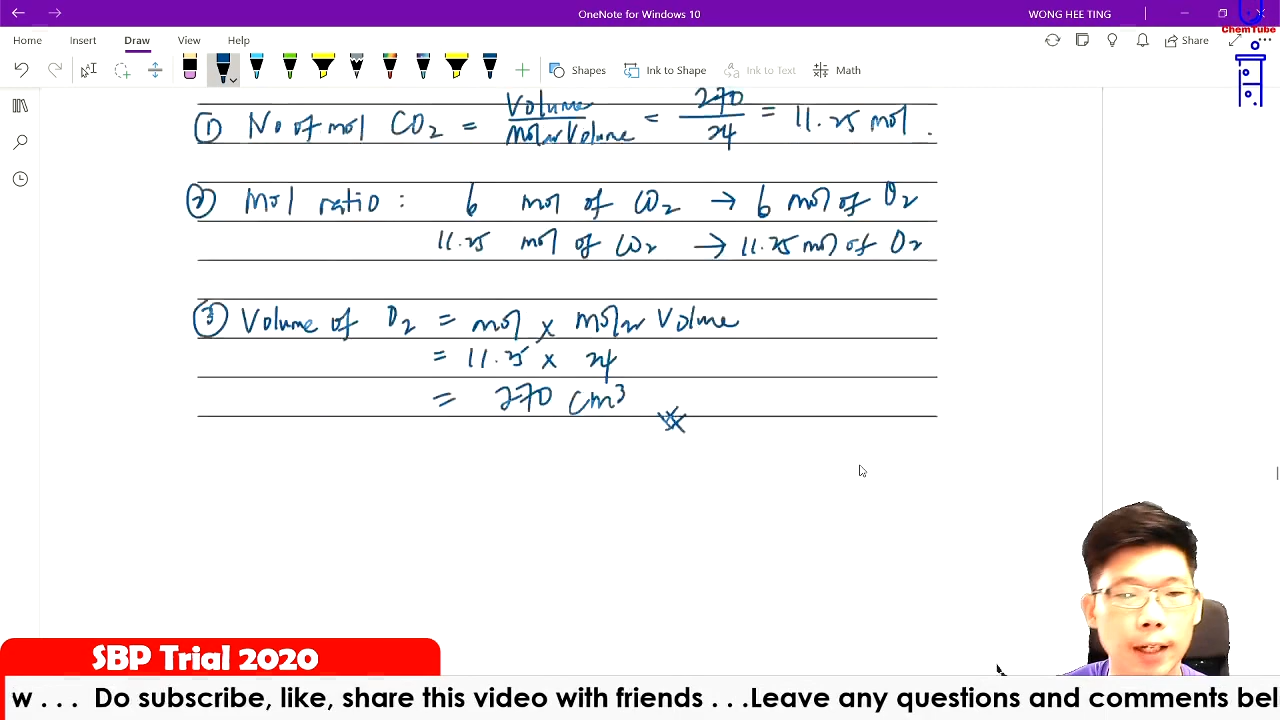 OneNote for Windows 10
WONG HEE TING
ChemTube
Home Insert Draw View Help
Share
Shapes Ink to Shape Ink to Text Math
① No of mol CO2 = Volume / Molar Volume = 270 / 24 = 11.25 mol.
② Mol ratio : 6 mol of CO2 → 6 mol of O2
11.25 mol of CO2 → 11.25 mol of O2
③ Volume of O2 = mol x molar Volume
= 11.25 x 24
= 270 cm³
SBP Trial 2020
w . . . Do subscribe, like, share this video with friends . . .Leave any questions and comments bel